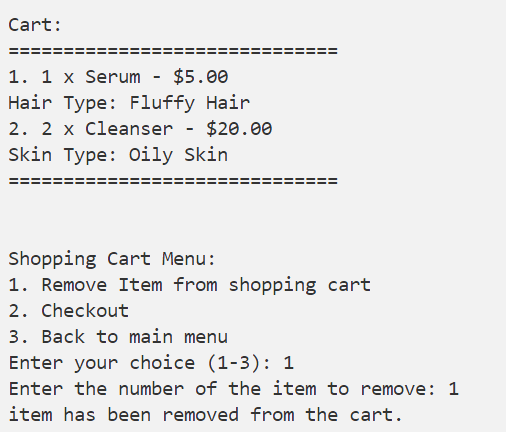 Cart:
==============================
1. 1 x Serum - $5.00
Hair Type: Fluffy Hair
2. 2 x Cleanser - $20.00
Skin Type: Oily Skin
==============================
Shopping Cart Menu:
1. Remove Item from shopping cart
2. Checkout
3. Back to main menu
Enter your choice (1-3): 1
Enter the number of the item to remove: 1
item has been removed from the cart.